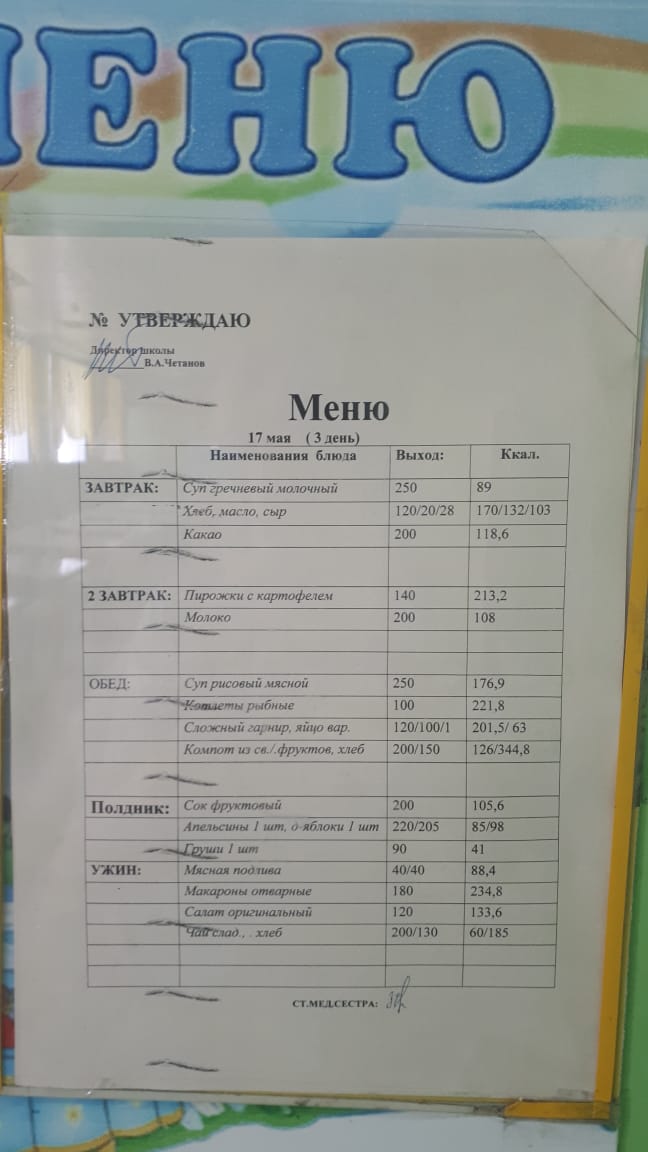 МЕНЮ
№ УТВЕРЖДАЮ
Директор школы
В.А.Четанов
Меню
17 мая ( 3 день)
Наименования блюда Выход: Ккал.
ЗАВТРАК: Суп гречневый молочный 250 89
Хлеб, масло, сыр 120/20/28 170/132/103
Какао 200 118,6
2 ЗАВТРАК: Пирожки с картофелем 140 213,2
Молоко 200 108
ОБЕД: Суп рисовый мясной 250 176,9
Котлеты рыбные 100 221,8
Сложный гарнир, яйцо вар. 120/100/1 201,5/ 63
Компот из св./.фруктов, хлеб 200/150 126/344,8
Полдник: Сок фруктовый 200 105,6
Апельсины 1 шт, д-яблоки 1 шт 220/205 85/98
Груши 1 шт 90 41
УЖИН: Мясная подлива 40/40 88,4
Макароны отварные 180 234,8
Салат оригинальный 120 133,6
Чай слад., . хлеб 200/130 60/185
СТ.МЕД.СЕСТРА: